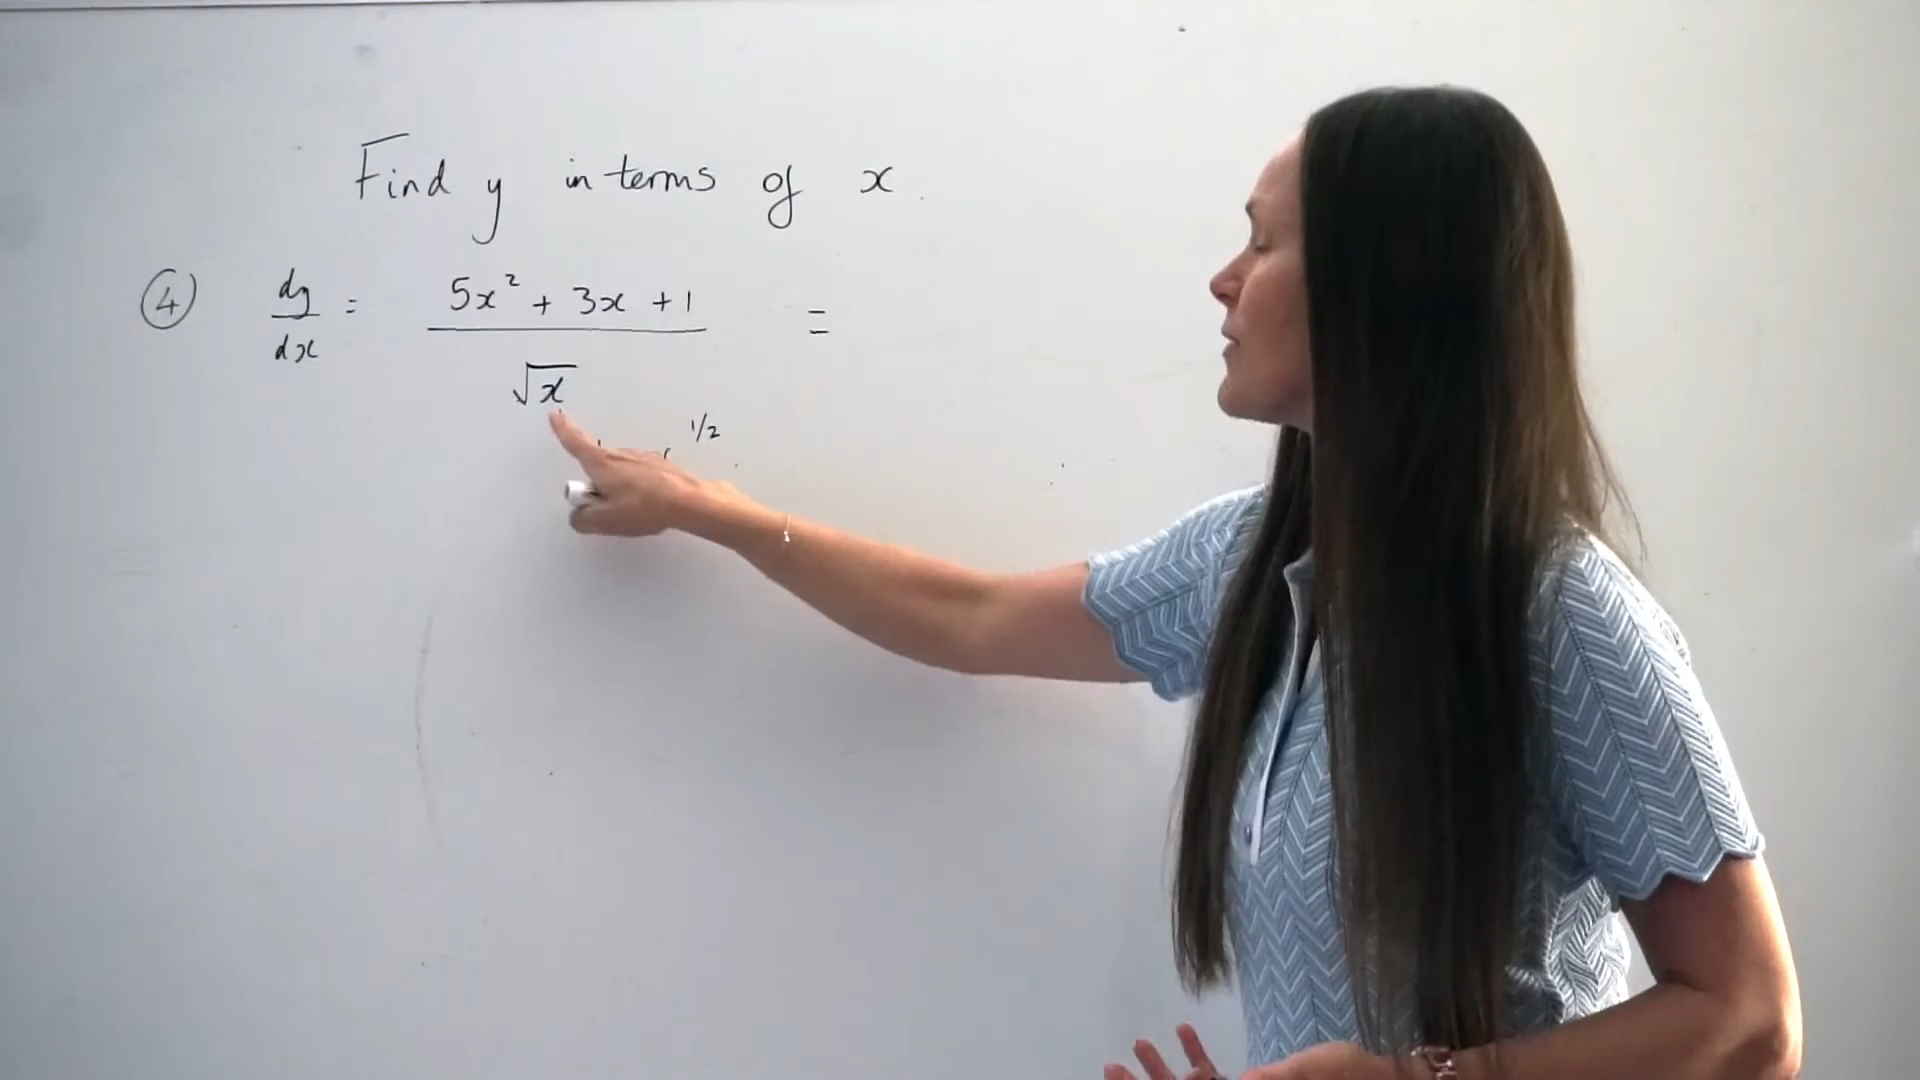 Find y in terms of x
④ dy/dx = (5x² + 3x + 1)/√x =
1/2